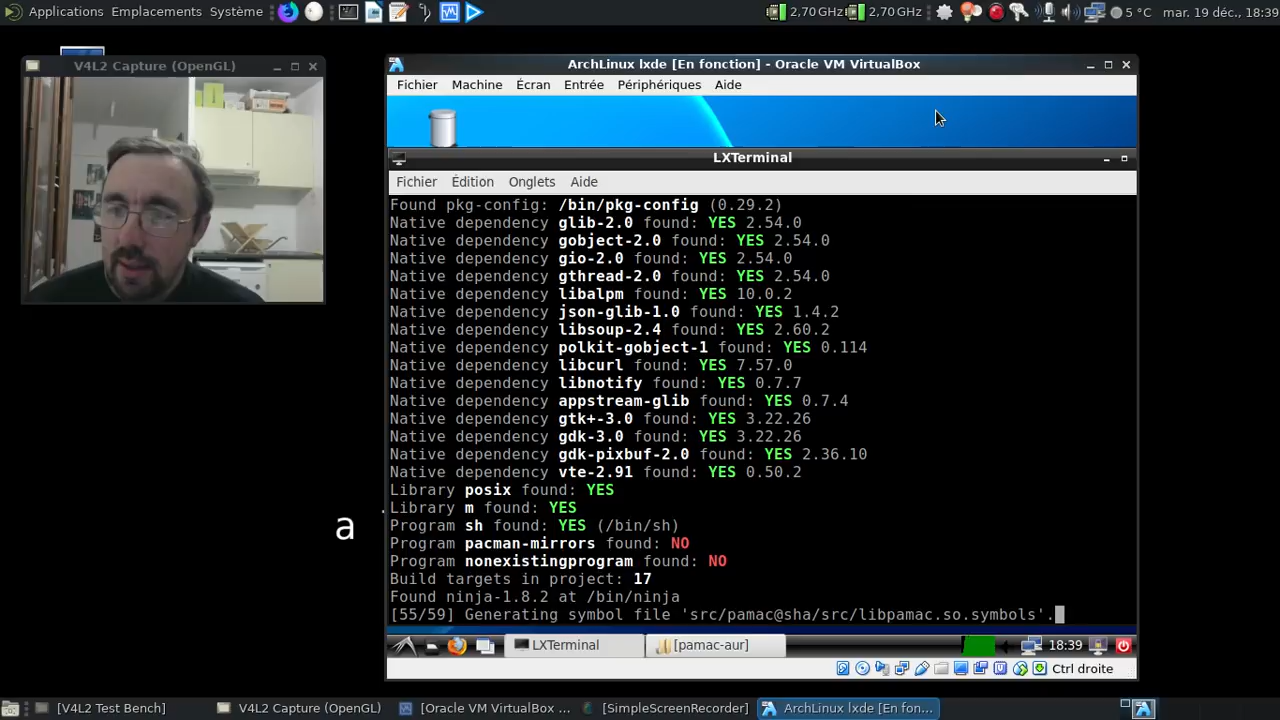 Applications Emplacements Système
2,70 GHz 2,70 GHz 5 °C mar. 19 déc., 18:39
V4L2 Capture (OpenGL)
ArchLinux lxde [En fonction] - Oracle VM VirtualBox
Fichier Machine Écran Entrée Périphériques Aide
LXTerminal
Fichier Édition Onglets Aide
Found pkg-config: /bin/pkg-config (0.29.2)
Native dependency glib-2.0 found: YES 2.54.0
Native dependency gobject-2.0 found: YES 2.54.0
Native dependency gio-2.0 found: YES 2.54.0
Native dependency gthread-2.0 found: YES 2.54.0
Native dependency libalpm found: YES 10.0.2
Native dependency json-glib-1.0 found: YES 1.4.2
Native dependency libsoup-2.4 found: YES 2.60.2
Native dependency polkit-gobject-1 found: YES 0.114
Native dependency libcurl found: YES 7.57.0
Native dependency libnotify found: YES 0.7.7
Native dependency appstream-glib found: YES 0.7.4
Native dependency gtk+-3.0 found: YES 3.22.26
Native dependency gdk-3.0 found: YES 3.22.26
Native dependency gdk-pixbuf-2.0 found: YES 2.36.10
Native dependency vte-2.91 found: YES 0.50.2
Library posix found: YES
Library m found: YES
Program sh found: YES (/bin/sh)
Program pacman-mirrors found: NO
Program nonexistingprogram found: NO
Build targets in project: 17
Found ninja-1.8.2 at /bin/ninja
[55/59] Generating symbol file 'src/pamac@sha/src/libpamac.so.symbols'.
a
LXTerminal [pamac-aur] 18:39
Ctrl droite
[V4L2 Test Bench] V4L2 Capture (OpenGL) [Oracle VM VirtualBox ... [SimpleScreenRecorder] ArchLinux lxde [En fon...